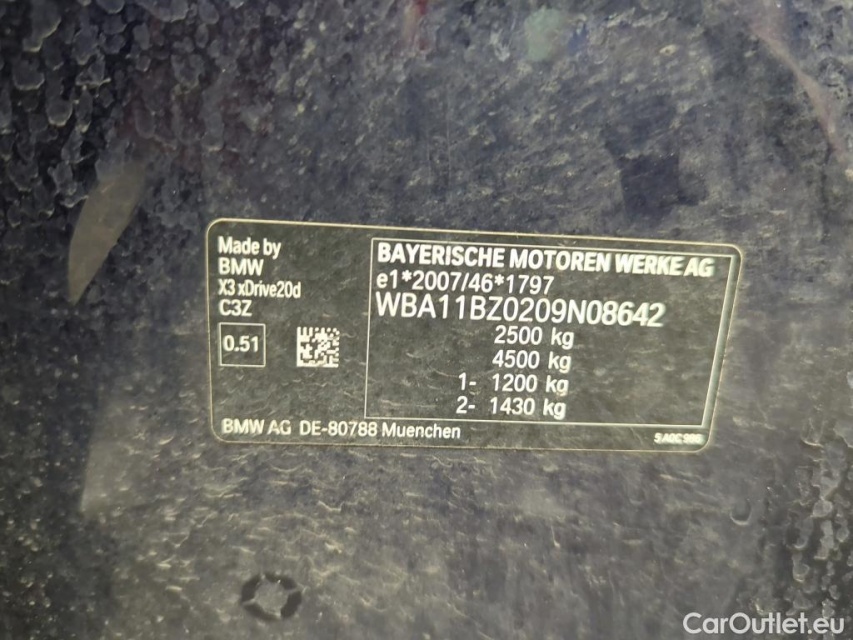 Made by
BMW
X3 xDrive20d
C3Z
0.51
BAYERISCHE MOTOREN WERKE AG
e1*2007/46*1797
WBA11BZ0209N08642
2500 kg
4500 kg
1- 1200 kg
2- 1430 kg
BMW AG DE-80788 Muenchen
CarOutlet.eu